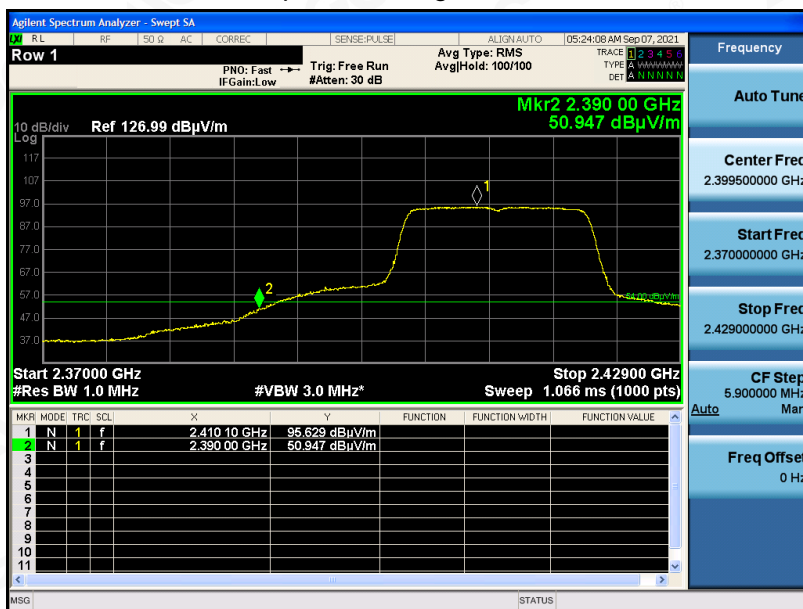 Agilent Spectrum Analyzer - Swept SA
LXI RL RF 50 Ω AC CORREC SENSE:PULSE ALIGN AUTO 05:24:08 AM Sep 07, 2021
Row 1
PNO: Fast
IFGain:Low
Trig: Free Run
#Atten: 30 dB
Avg Type: RMS
Avg|Hold: 100/100
TRACE 1 2 3 4 5 6
TYPE A WWWWW
DET A N N N N N
Mkr2 2.390 00 GHz
50.947 dBµV/m
10 dB/div Ref 126.99 dBµV/m
Log
117
107
97.0
87.0
77.0
67.0
57.0
47.0
37.0
1
2
54.00 dBµV/m
Start 2.37000 GHz Stop 2.42900 GHz
#Res BW 1.0 MHz #VBW 3.0 MHz* Sweep 1.066 ms (1000 pts)
MKR MODE TRC SCL X Y FUNCTION FUNCTION WIDTH FUNCTION VALUE
1 N 1 f 2.410 10 GHz 95.629 dBµV/m
2 N 1 f 2.390 00 GHz 50.947 dBµV/m
3
4
5
6
7
8
9
10
11
MSG STATUS
Frequency
Auto Tune
Center Freq
2.399500000 GHz
Start Freq
2.370000000 GHz
Stop Freq
2.429000000 GHz
CF Step
5.900000 MHz
Auto Man
Freq Offset
0 Hz